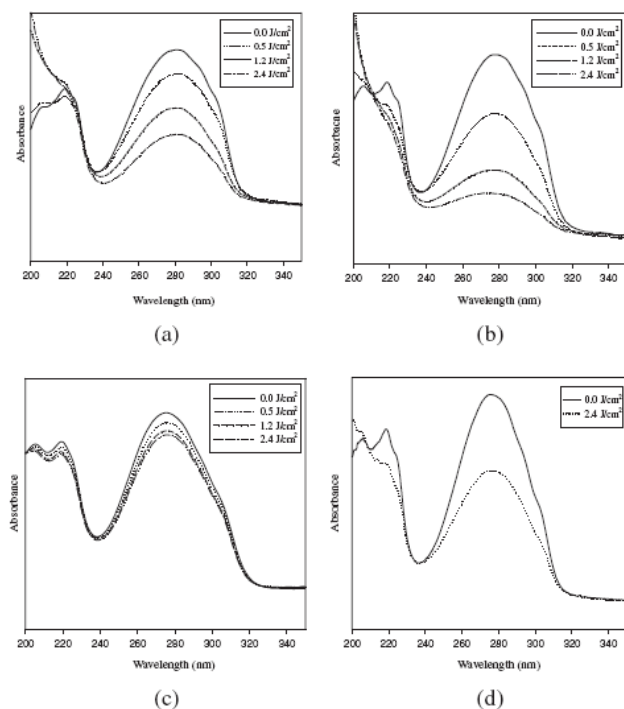 0.0 J/cm²
0.5 J/cm²
1.2 J/cm²
2.4 J/cm²
Absorbance
200 220 240 260 280 300 320 340
Wavelength (nm)
(a)
0.0 J/cm²
0.5 J/cm²
1.2 J/cm²
2.4 J/cm²
Absorbacne
200 220 240 260 280 300 320 340
Wavelength (nm)
(b)
0.0 J/cm²
0.5 J/cm²
1.2 J/cm²
2.4 J/cm²
Absorbance
200 220 240 260 280 300 320 340
Wavelength (nm)
(c)
0.0 J/cm²
2.4 J/cm²
Absorbance
200 220 240 260 280 300 320 340
Wavelength (nm)
(d)